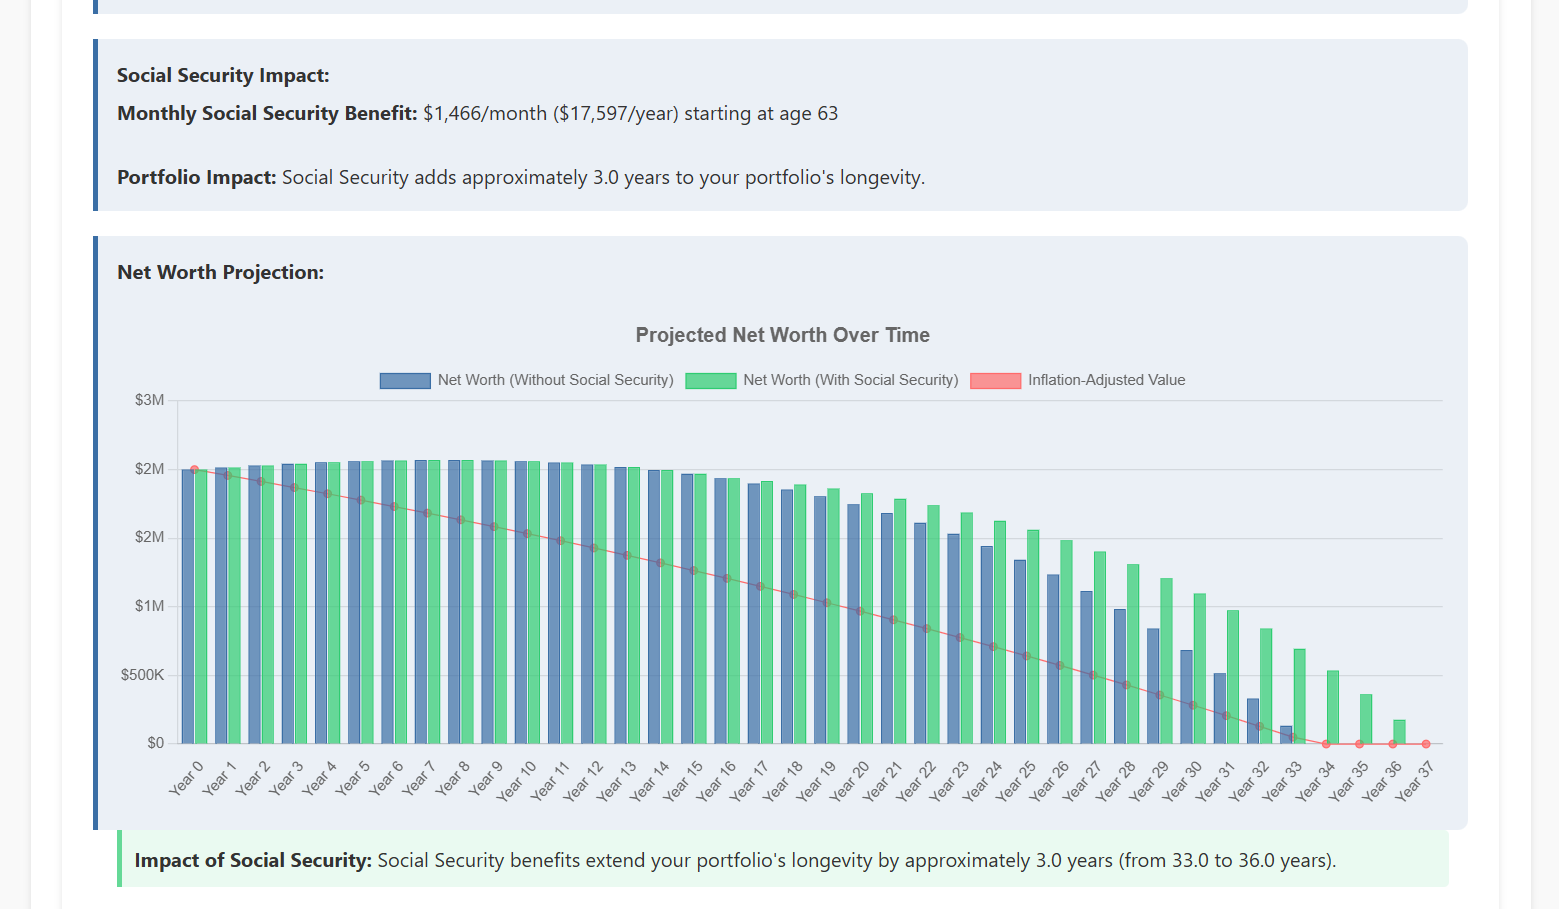 Social Security Impact:
Monthly Social Security Benefit: $1,466/month ($17,597/year) starting at age 63
Portfolio Impact: Social Security adds approximately 3.0 years to your portfolio's longevity.
Net Worth Projection:
Projected Net Worth Over Time
Net Worth (Without Social Security) Net Worth (With Social Security) Inflation-Adjusted Value
$3M
$2M
$2M
$1M
$500K
$0
Year 0 Year 1 Year 2 Year 3 Year 4 Year 5 Year 6 Year 7 Year 8 Year 9 Year 10 Year 11 Year 12 Year 13 Year 14 Year 15 Year 16 Year 17 Year 18 Year 19 Year 20 Year 21 Year 22 Year 23 Year 24 Year 25 Year 26 Year 27 Year 28 Year 29 Year 30 Year 31 Year 32 Year 33 Year 34 Year 35 Year 36 Year 37
Impact of Social Security: Social Security benefits extend your portfolio's longevity by approximately 3.0 years (from 33.0 to 36.0 years).